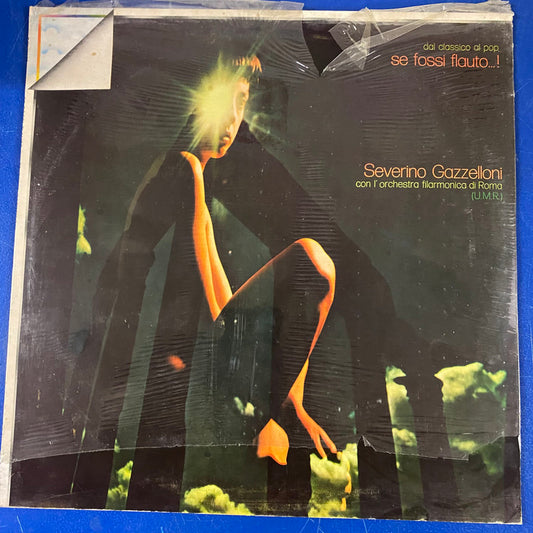 dal classico al pop
se fossi flauto...!
Severino Gazzelloni
con l'orchestra filarmonica di Roma
(U.M.R.)